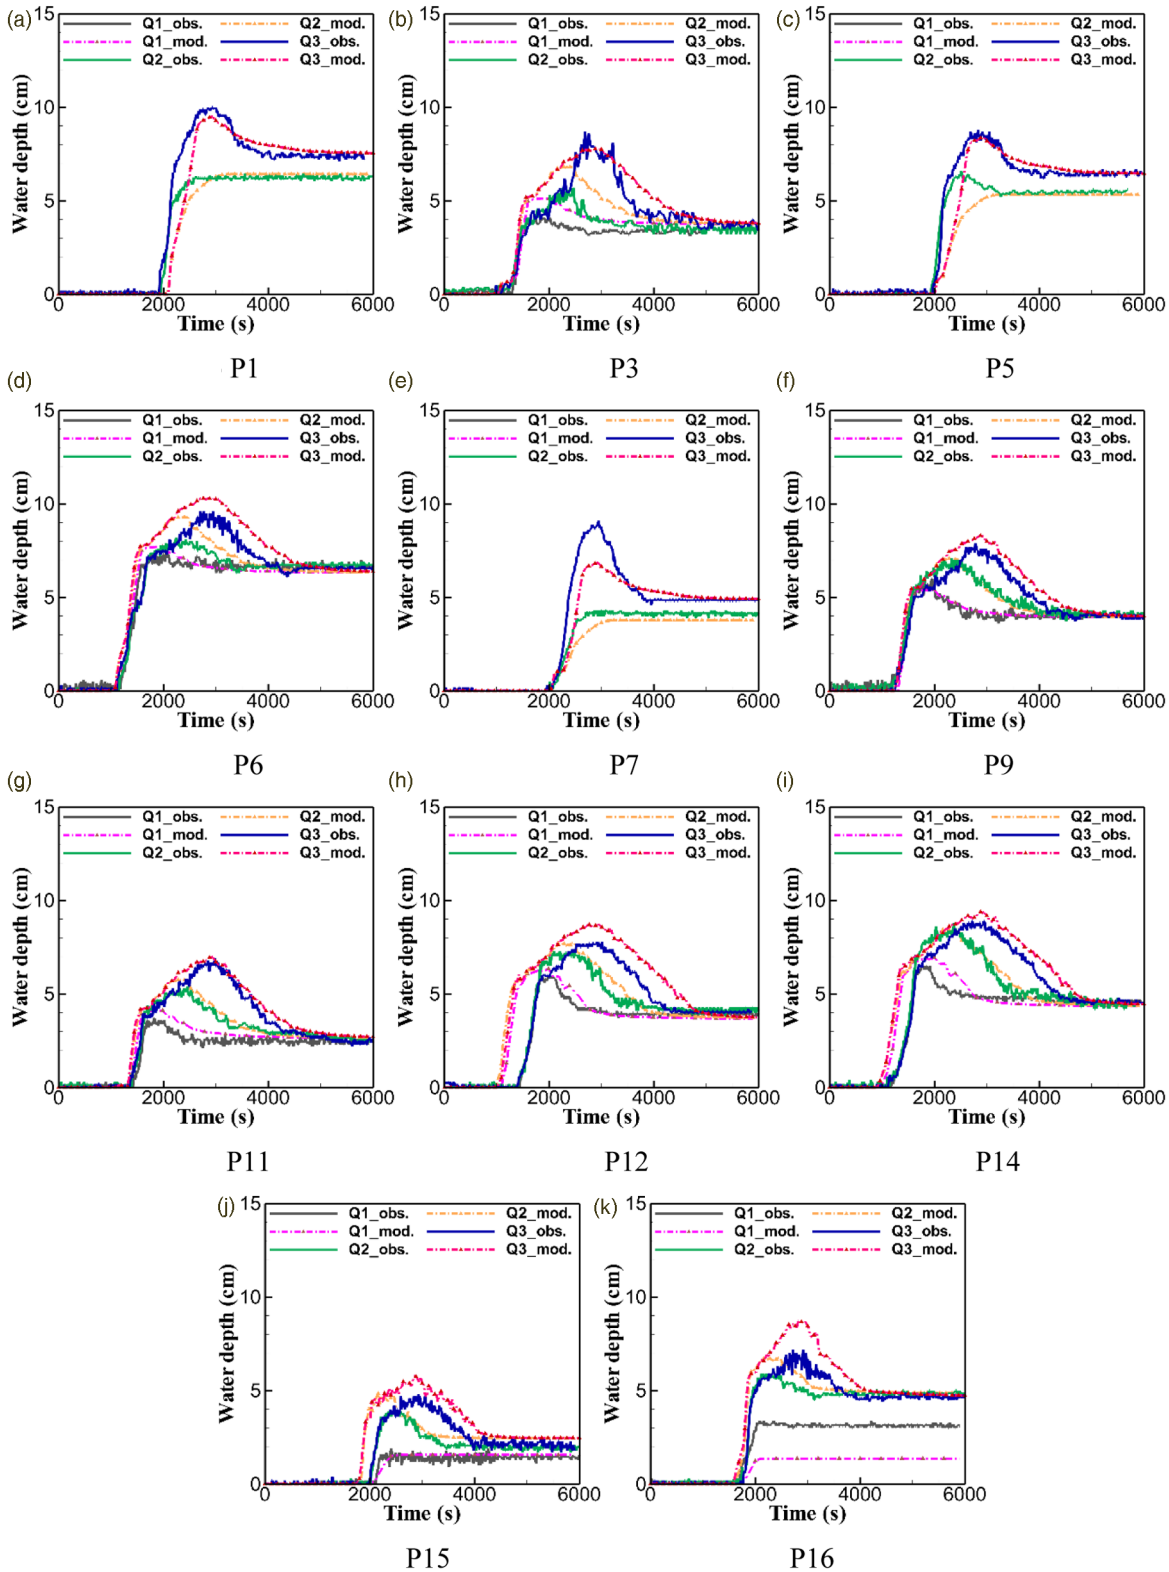 (a)
15
10
5
0
Water depth (cm)
Q1_obs. Q2_mod.
Q1_mod. Q3_obs.
Q2_obs. Q3_mod.
0 2000 4000 6000
Time (s)
P1
(b)
15
10
5
0
Water depth (cm)
Q1_obs. Q2_mod.
Q1_mod. Q3_obs.
Q2_obs. Q3_mod.
0 2000 4000 6000
Time (s)
P3
(c)
15
10
5
0
Water depth (cm)
Q1_obs. Q2_mod.
Q1_mod. Q3_obs.
Q2_obs. Q3_mod.
0 2000 4000 6000
Time (s)
P5
(d)
15
10
5
0
Water depth (cm)
Q1_obs. Q2_mod.
Q1_mod. Q3_obs.
Q2_obs. Q3_mod.
0 2000 4000 6000
Time (s)
P6
(e)
15
10
5
0
Water depth (cm)
Q1_obs. Q2_mod.
Q1_mod. Q3_obs.
Q2_obs. Q3_mod.
0 2000 4000 6000
Time (s)
P7
(f)
15
10
5
0
Water depth (cm)
Q1_obs. Q2_mod.
Q1_mod. Q3_obs.
Q2_obs. Q3_mod.
0 2000 4000 6000
Time (s)
P9
(g)
15
10
5
0
Water depth (cm)
Q1_obs. Q2_mod.
Q1_mod. Q3_obs.
Q2_obs. Q3_mod.
0 2000 4000 6000
Time (s)
P11
(h)
15
10
5
0
Water depth (cm)
Q1_obs. Q2_mod.
Q1_mod. Q3_obs.
Q2_obs. Q3_mod.
0 2000 4000 6000
Time (s)
P12
(i)
15
10
5
0
Water depth (cm)
Q1_obs. Q2_mod.
Q1_mod. Q3_obs.
Q2_obs. Q3_mod.
0 2000 4000 6000
Time (s)
P14
(j)
15
10
5
0
Water depth (cm)
Q1_obs. Q2_mod.
Q1_mod. Q3_obs.
Q2_obs. Q3_mod.
0 2000 4000 6000
Time (s)
P15
(k)
15
10
5
0
Water depth (cm)
Q1_obs. Q2_mod.
Q1_mod. Q3_obs.
Q2_obs. Q3_mod.
0 2000 4000 6000
Time (s)
P16